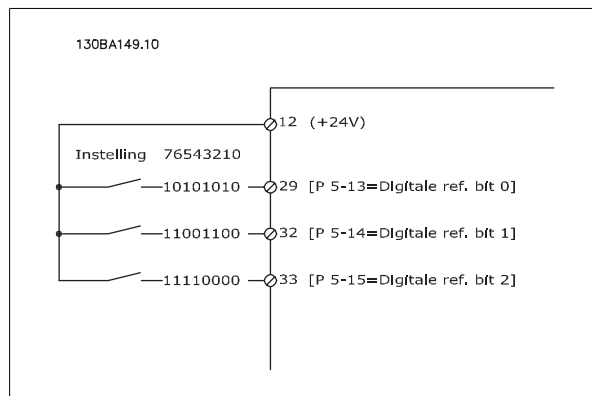 130BA149.10
12 (+24V)
Instelling 76543210
10101010 29 [P 5-13=Digitale ref. bit 0]
11001100 32 [P 5-14=Digitale ref. bit 1]
11110000 33 [P 5-15=Digitale ref. bit 2]